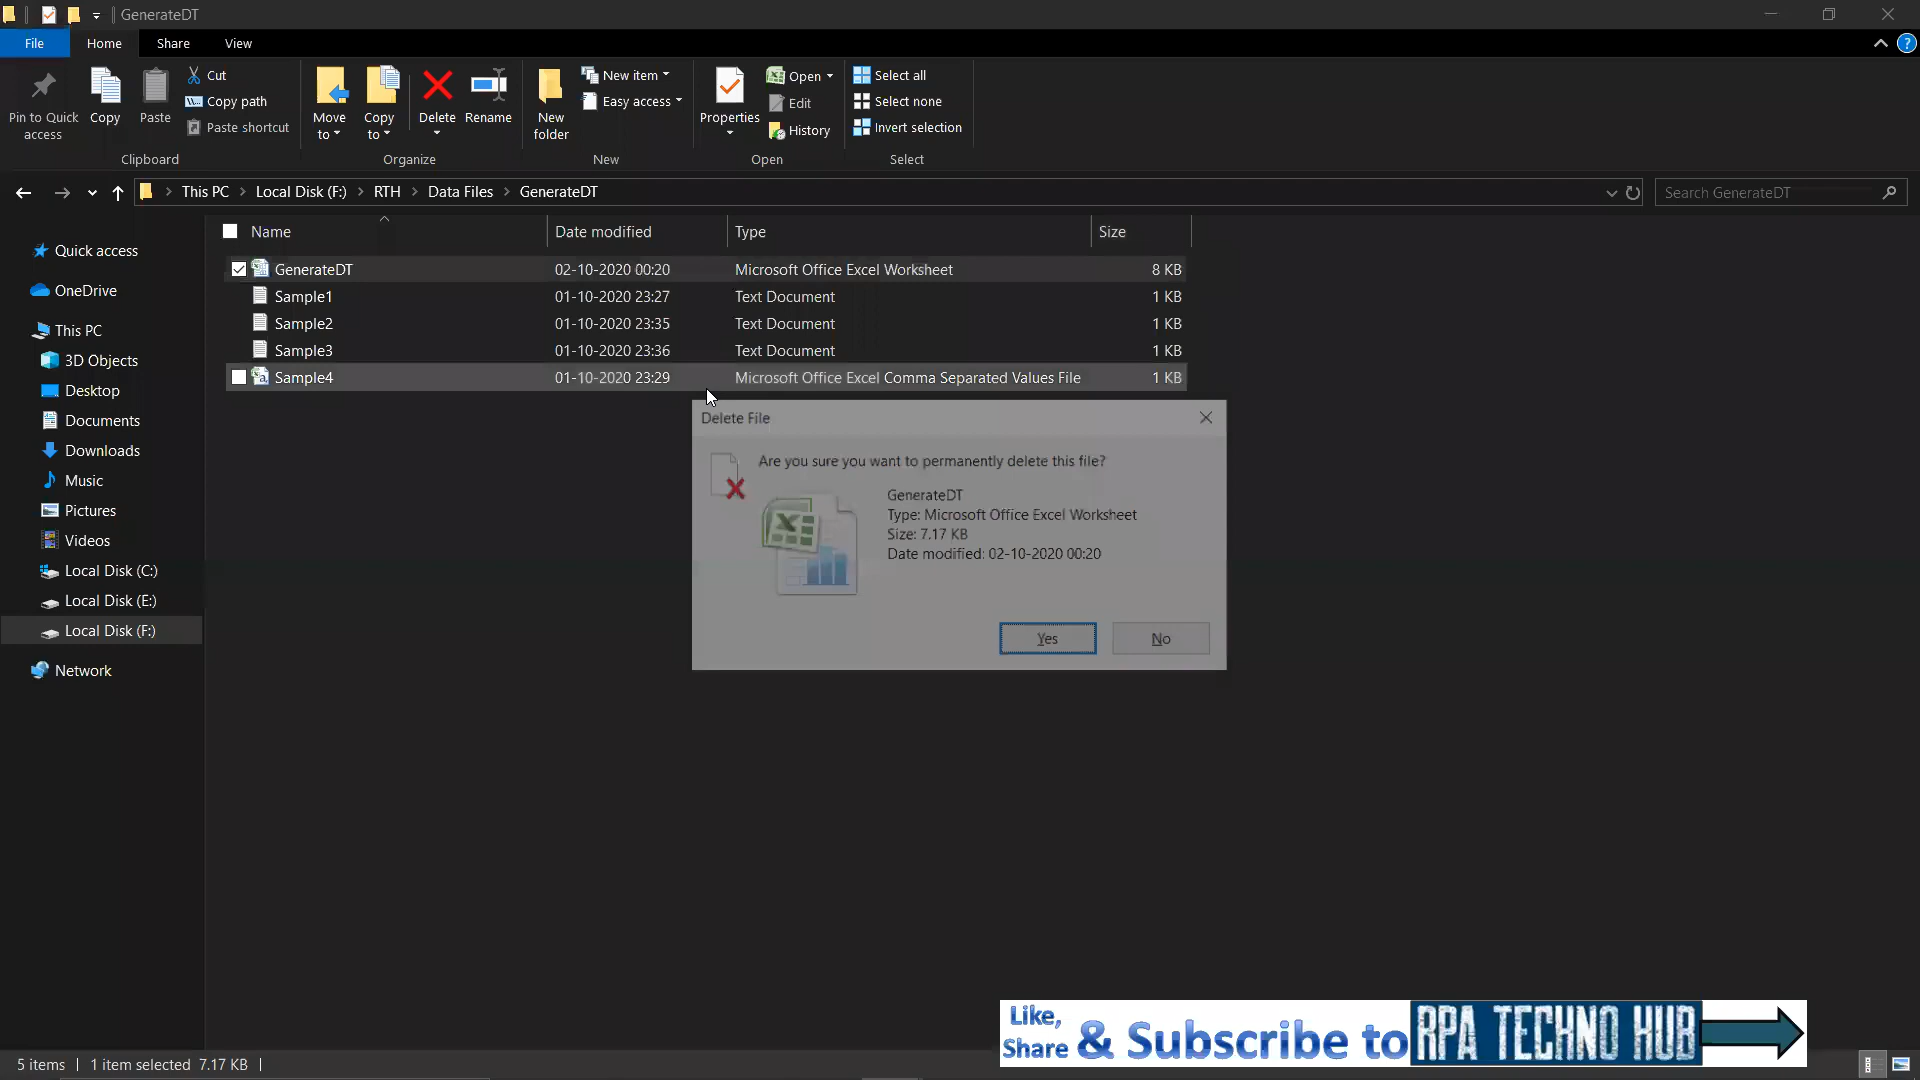 GenerateDT
File
Home
Share
View
Pin to Quick access
Copy
Paste
Cut
Copy path
Paste shortcut
Clipboard
Move to
Copy to
Delete
Rename
Organize
New folder
New item
Easy access
New
Properties
Open
Edit
History
Open
Select all
Select none
Invert selection
Select
This PC
Local Disk (F:)
RTH
Data Files
GenerateDT
Search GenerateDT
Quick access
OneDrive
This PC
3D Objects
Desktop
Documents
Downloads
Music
Pictures
Videos
Local Disk (C:)
Local Disk (E:)
Local Disk (F:)
Network
Name Date modified Type Size
GenerateDT 02-10-2020 00:20 Microsoft Office Excel Worksheet 8 KB
Sample1 01-10-2020 23:27 Text Document 1 KB
Sample2 01-10-2020 23:35 Text Document 1 KB
Sample3 01-10-2020 23:36 Text Document 1 KB
Sample4 01-10-2020 23:29 Microsoft Office Excel Comma Separated Values File 1 KB
Delete File
Are you sure you want to permanently delete this file?
GenerateDT
Type: Microsoft Office Excel Worksheet
Size: 7.17 KB
Date modified: 02-10-2020 00:20
Yes
No
Like, Share & Subscribe to RPA TECHNO HUB
5 items 1 item selected 7.17 KB